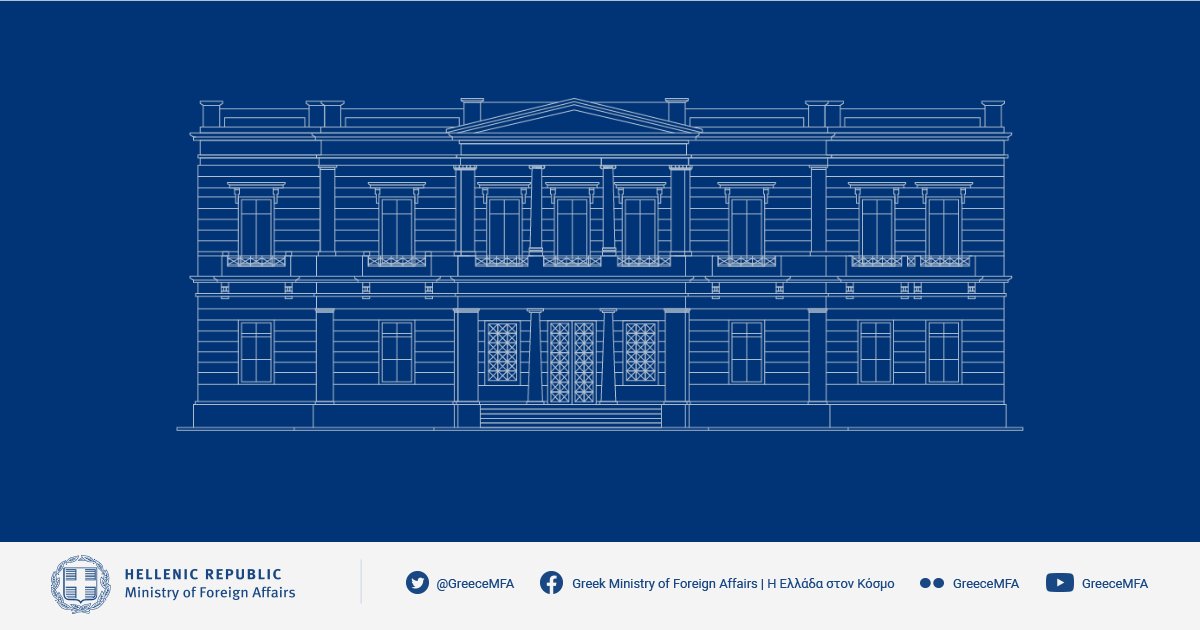 HELLENIC REPUBLIC
Ministry of Foreign Affairs
@GreeceMFA
Greek Ministry of Foreign Affairs | Η Ελλάδα στον Κόσμο
GreeceMFA
GreeceMFA